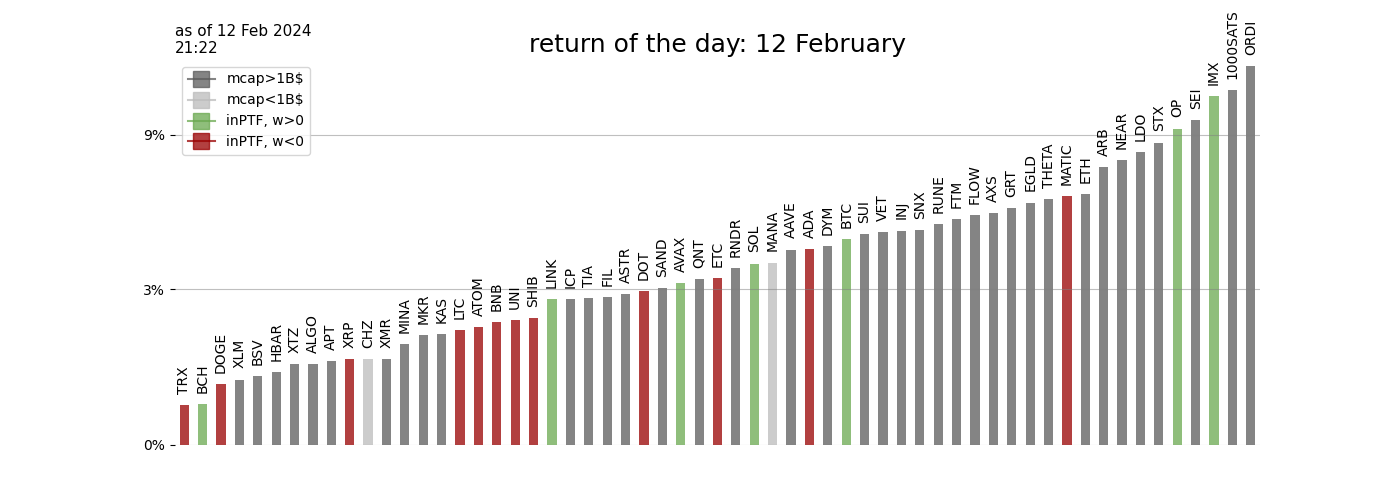 as of 12 Feb 2024
21:22
return of the day: 12 February
mcap>1B$
mcap<1B$
inPTF, w>0
inPTF, w<0
9%
3%
0%
TRX
BCH
DOGE
XLM
BSV
HBAR
XTZ
ALGO
APT
XRP
CHZ
XMR
MINA
MKR
KAS
LTC
ATOM
BNB
UNI
SHIB
LINK
ICP
TIA
FIL
ASTR
DOT
SAND
AVAX
QNT
ETC
RNDR
SOL
MANA
AAVE
ADA
DYM
BTC
SUI
VET
INJ
SNX
RUNE
FTM
FLOW
AXS
GRT
EGLD
THETA
MATIC
ETH
ARB
NEAR
LDO
STX
OP
SEI
IMX
1000SATS
ORDI